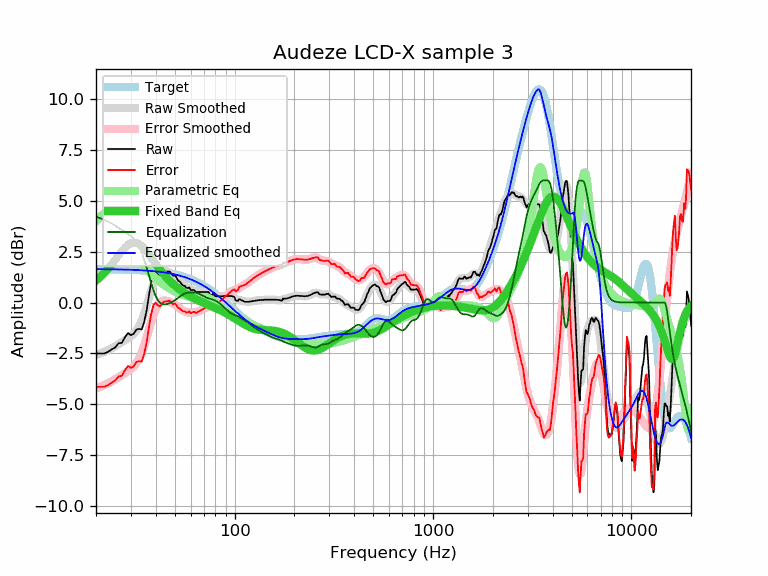 Audeze LCD-X sample 3
Target
Raw Smoothed
Error Smoothed
Raw
Error
Parametric Eq
Fixed Band Eq
Equalization
Equalized smoothed
Amplitude (dBr)
10.0
7.5
5.0
2.5
0.0
−2.5
−5.0
−7.5
−10.0
100
1000
10000
Frequency (Hz)